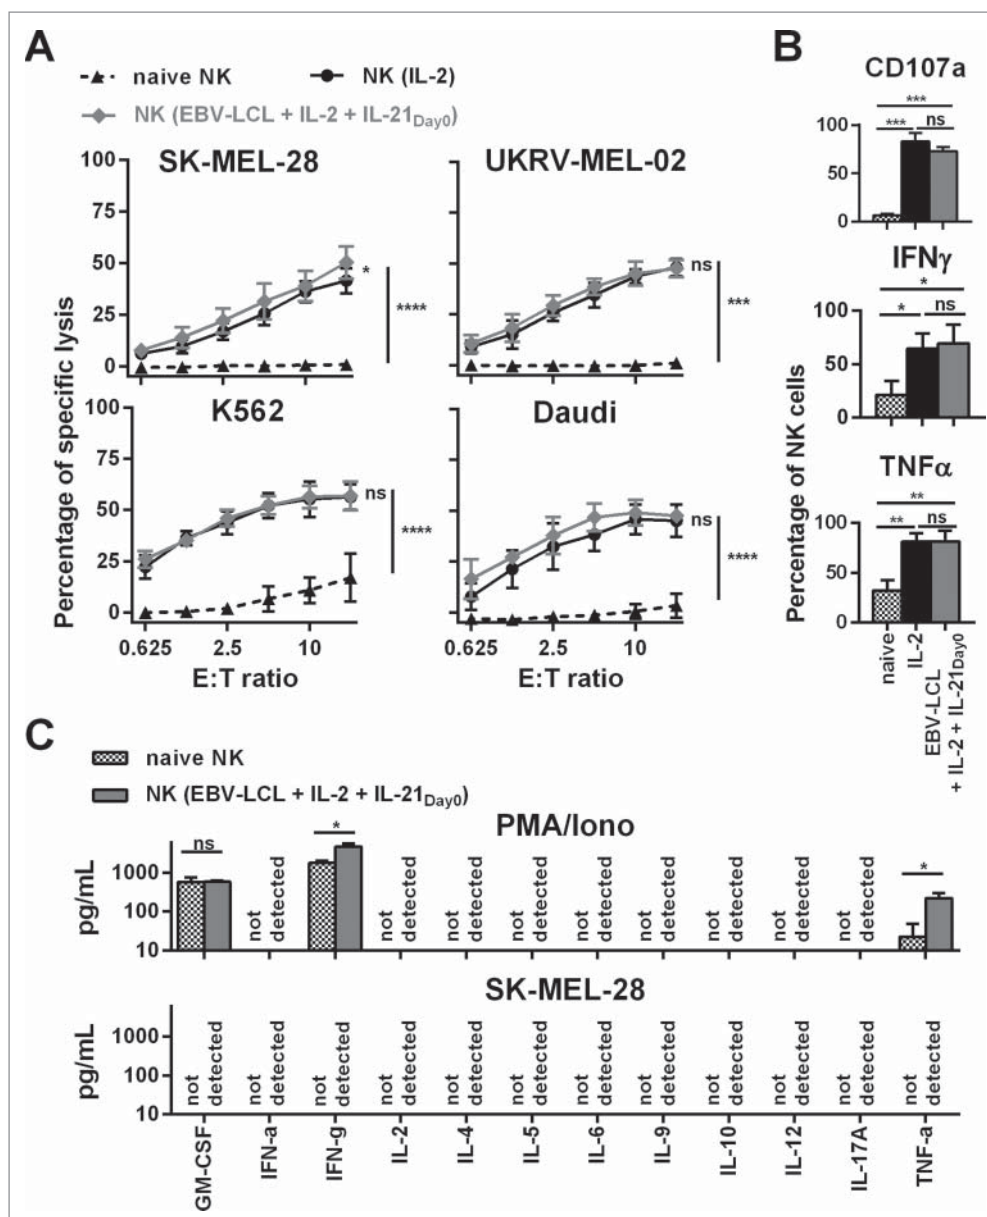 A
naive NK
NK (IL-2)
NK (EBV-LCL + IL-2 + IL-21Day0)
Percentage of specific lysis
SK-MEL-28
100
75
50
25
0
*
****
UKRV-MEL-02
ns
***
K562
100
75
50
25
0
ns
****
0.625
2.5
10
E:T ratio
Daudi
ns
****
0.625
2.5
10
E:T ratio
B
Percentage of NK cells
CD107a
***
***
ns
100
50
0
IFNγ
*
*
ns
100
50
0
TNFα
**
**
ns
100
50
0
naive
IL-2
EBV-LCL
+ IL-2 + IL-21Day0
C
naive NK
NK (EBV-LCL + IL-2 + IL-21Day0)
PMA/Iono
pg/mL
1000
100
10
ns
not
detected
*
not
detected
not
detected
not
detected
not
detected
not
detected
not
detected
not
detected
not
detected
*
SK-MEL-28
pg/mL
1000
100
10
not
detected
not
detected
not
detected
not
detected
not
detected
not
detected
not
detected
not
detected
not
detected
not
detected
not
detected
not
detected
GM-CSF
IFN-a
IFN-g
IL-2
IL-4
IL-5
IL-6
IL-9
IL-10
IL-12
IL-17A
TNF-a